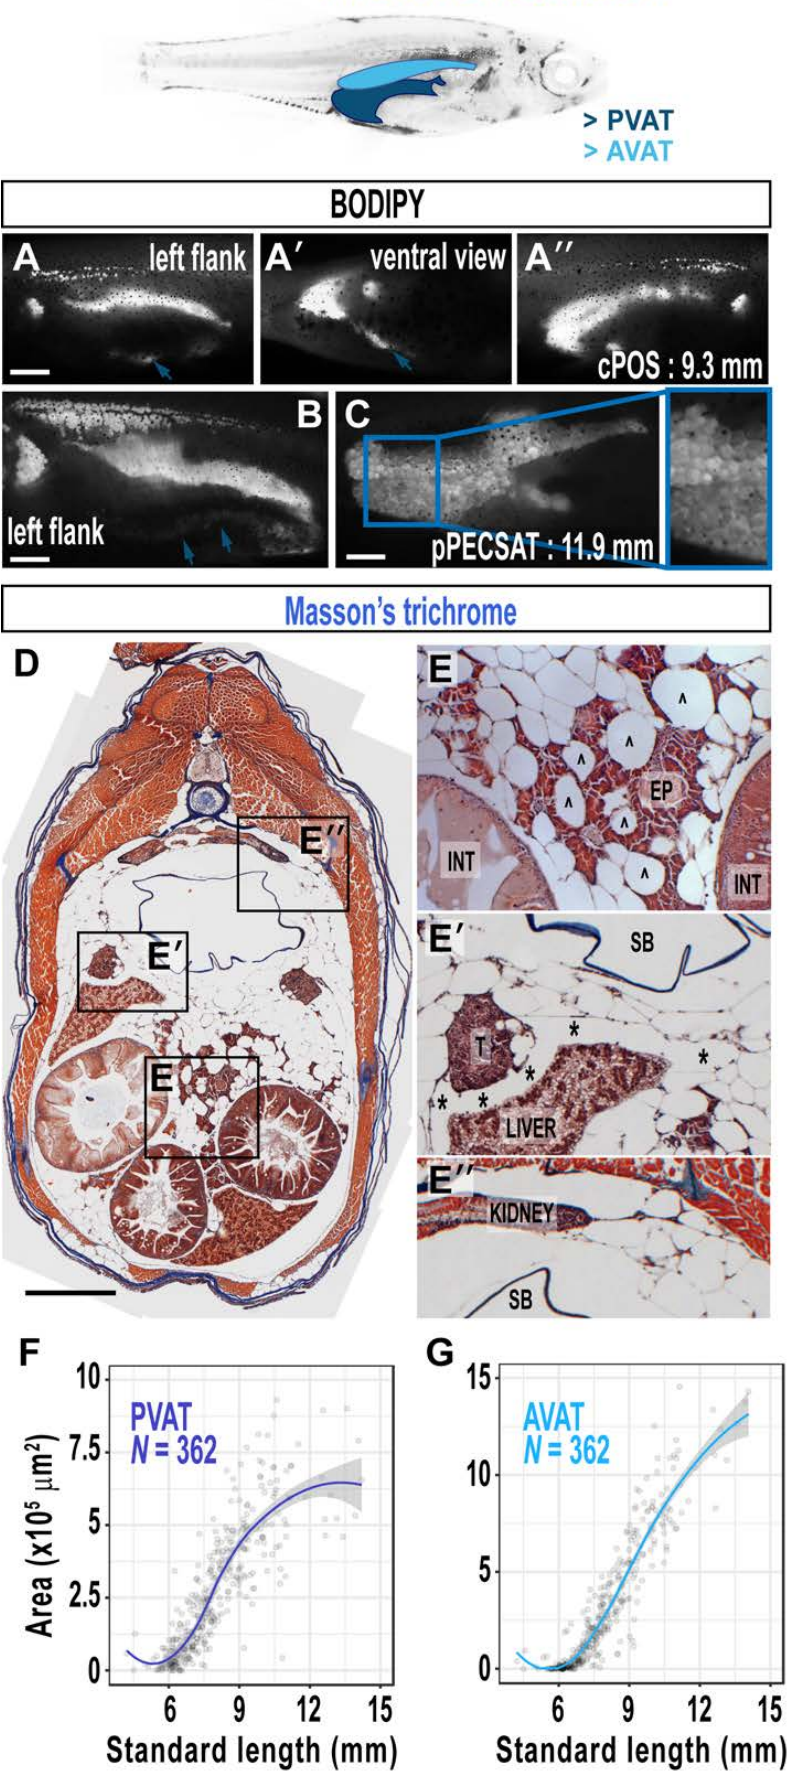 > PVAT
> AVAT
BODIPY
A
left flank
A′
ventral view
A′′
cPOS : 9.3 mm
B
left flank
C
pPECSAT : 11.9 mm
Masson's trichrome
D
E′′
E′
E
E
^
^
^
^
^
^
EP
INT
INT
E′
SB
T
*
*
*
*
*
LIVER
E′′
KIDNEY
SB
F
PVAT
N = 362
10
7.5
5
2.5
0
Area (x10⁵ µm²)
6 9 12 15
Standard length (mm)
G
AVAT
N = 362
15
10
5
0
6 9 12 15
Standard length (mm)